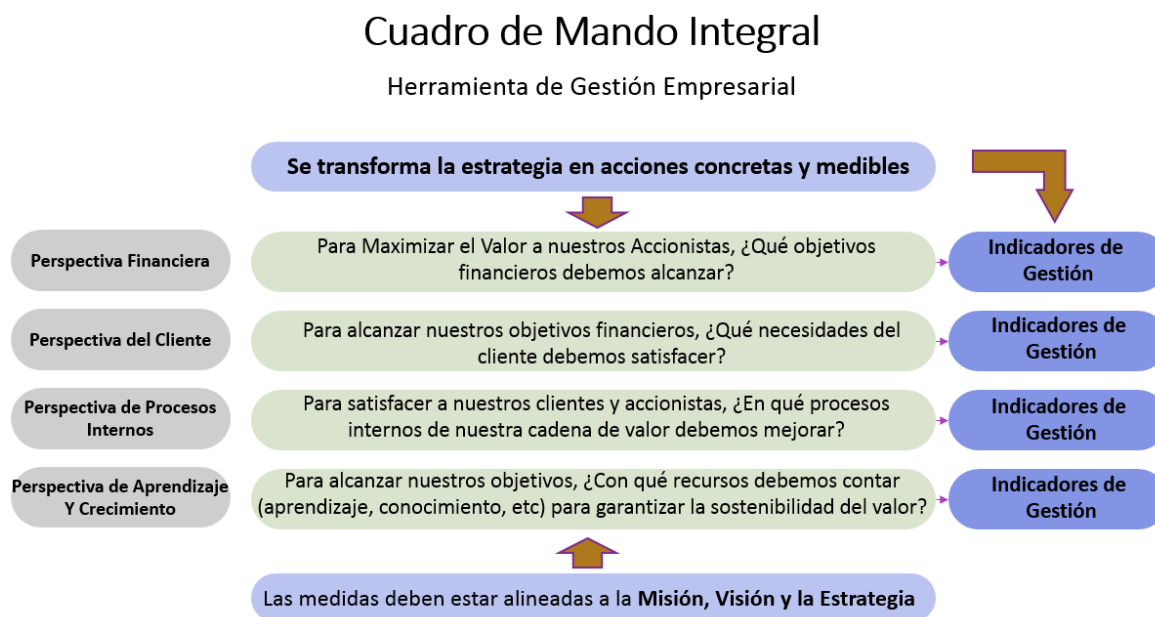 Cuadro de Mando Integral
Herramienta de Gestión Empresarial
Se transforma la estrategia en acciones concretas y medibles
Perspectiva Financiera
Para Maximizar el Valor a nuestros Accionistas, ¿Qué objetivos
financieros debemos alcanzar?
Indicadores de
Gestión
Perspectiva del Cliente
Para alcanzar nuestros objetivos financieros, ¿Qué necesidades del
cliente debemos satisfacer?
Indicadores de
Gestión
Perspectiva de Procesos
Internos
Para satisfacer a nuestros clientes y accionistas, ¿En qué procesos
internos de nuestra cadena de valor debemos mejorar?
Indicadores de
Gestión
Perspectiva de Aprendizaje
Y Crecimiento
Para alcanzar nuestros objetivos, ¿Con qué recursos debemos contar
(aprendizaje, conocimiento, etc) para garantizar la sostenibilidad del valor?
Indicadores de
Gestión
Las medidas deben estar alineadas a la Misión, Visión y la Estrategia